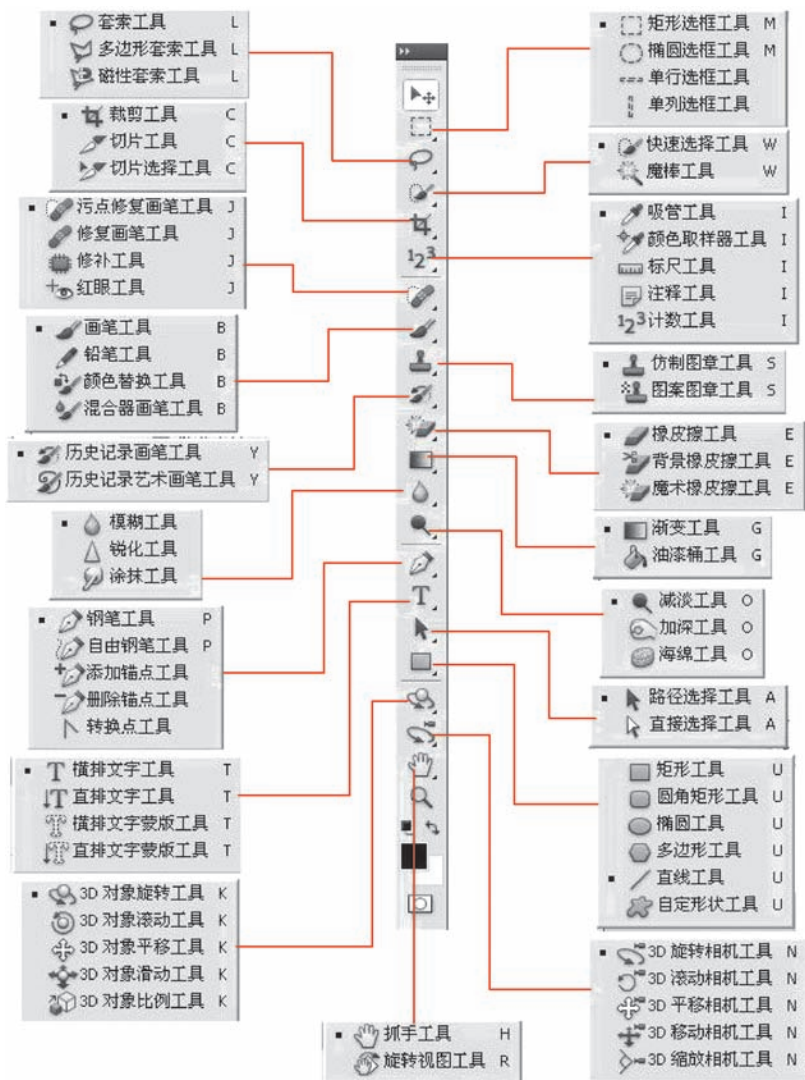 套索工具 L
多边形套索工具 L
磁性套索工具 L
裁剪工具 C
切片工具 C
切片选择工具 C
污点修复画笔工具 J
修复画笔工具 J
修补工具 J
红眼工具 J
画笔工具 B
铅笔工具 B
颜色替换工具 B
混合器画笔工具 B
历史记录画笔工具 Y
历史记录艺术画笔工具 Y
模糊工具
锐化工具
涂抹工具
钢笔工具 P
自由钢笔工具 P
添加锚点工具
删除锚点工具
转换点工具
T 横排文字工具 T
T 直排文字工具 T
横排文字蒙版工具 T
直排文字蒙版工具 T
3D 对象旋转工具 K
3D 对象滚动工具 K
3D 对象平移工具 K
3D 对象滑动工具 K
3D 对象比例工具 K
123
T
矩形选框工具 M
椭圆选框工具 M
单行选框工具
单列选框工具
快速选择工具 W
魔棒工具 W
吸管工具 I
颜色取样器工具 I
标尺工具 I
注释工具 I
123 计数工具 I
仿制图章工具 S
图案图章工具 S
橡皮擦工具 E
背景橡皮擦工具 E
魔术橡皮擦工具 E
渐变工具 G
油漆桶工具 G
减淡工具 O
加深工具 O
海绵工具 O
路径选择工具 A
直接选择工具 A
矩形工具 U
圆角矩形工具 U
椭圆工具 U
多边形工具 U
直线工具 U
自定形状工具 U
3D 旋转相机工具 N
3D 滚动相机工具 N
3D 平移相机工具 N
3D 移动相机工具 N
3D 缩放相机工具 N
抓手工具 H
旋转视图工具 R